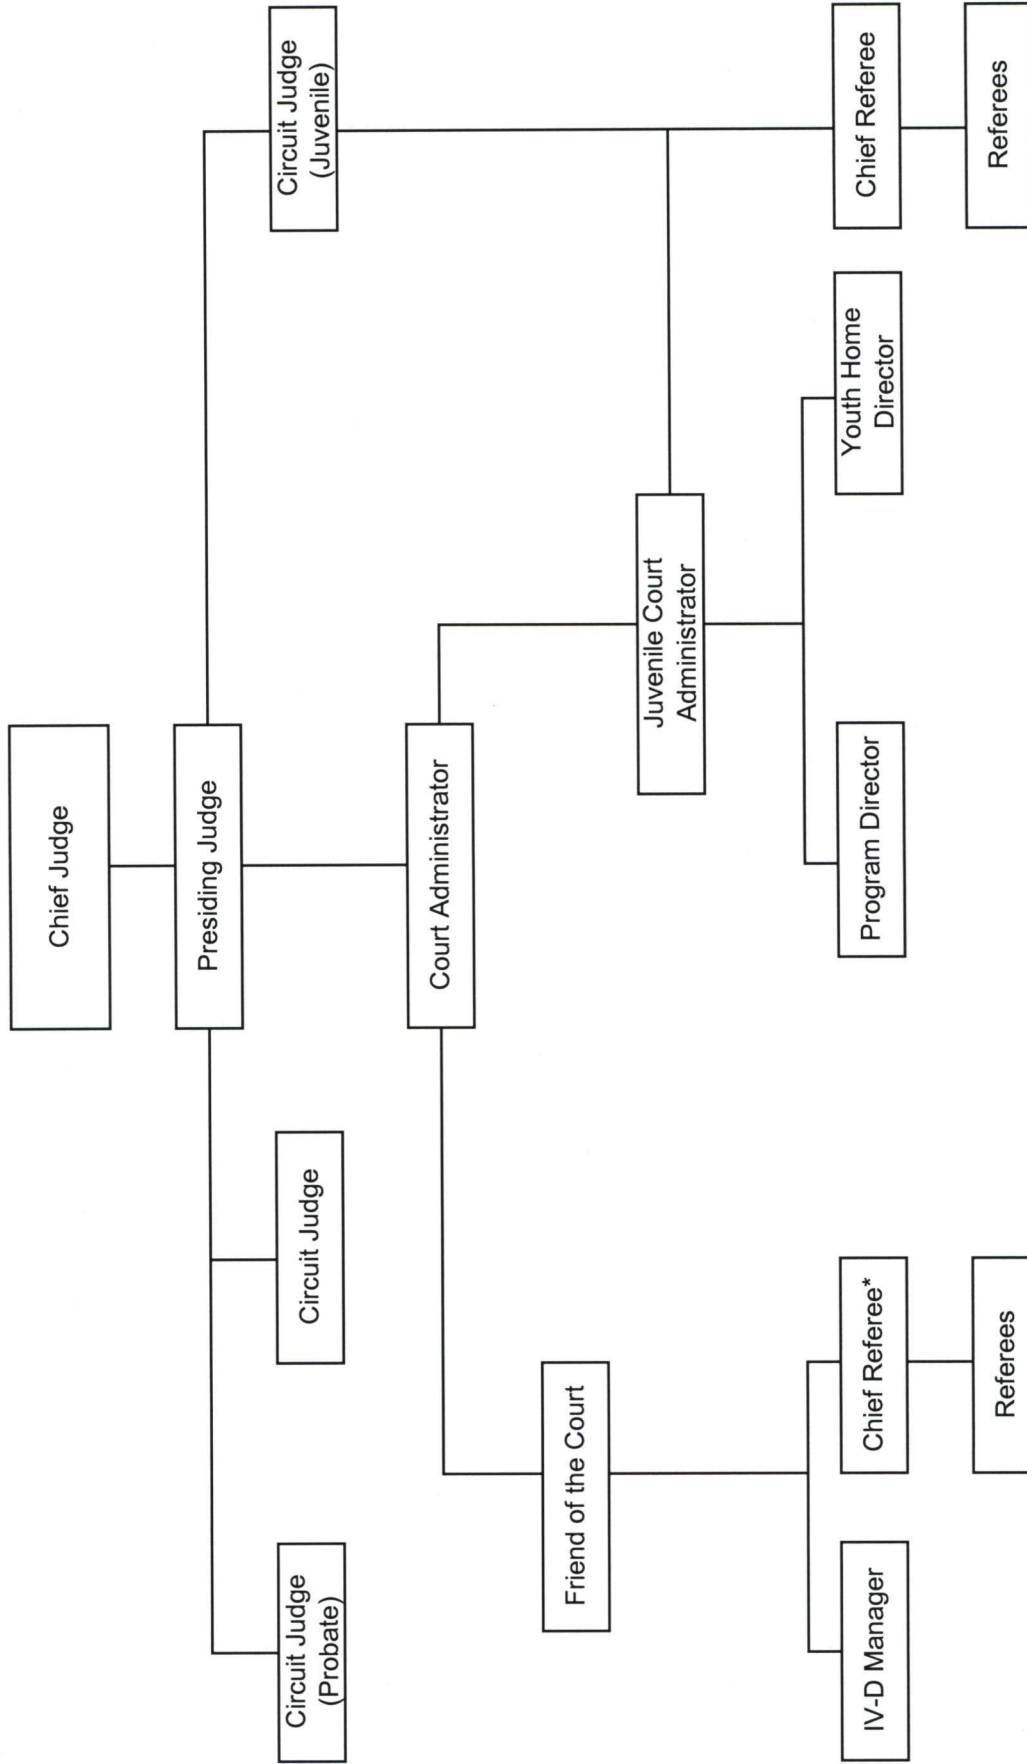 Chief Judge
Presiding Judge
Circuit Judge
(Probate)
Circuit Judge
Circuit Judge
(Juvenile)
Court Administrator
Friend of the Court
Juvenile Court
Administrator
IV-D Manager
Chief Referee*
Program Director
Youth Home
Director
Chief Referee
Referees
Referees